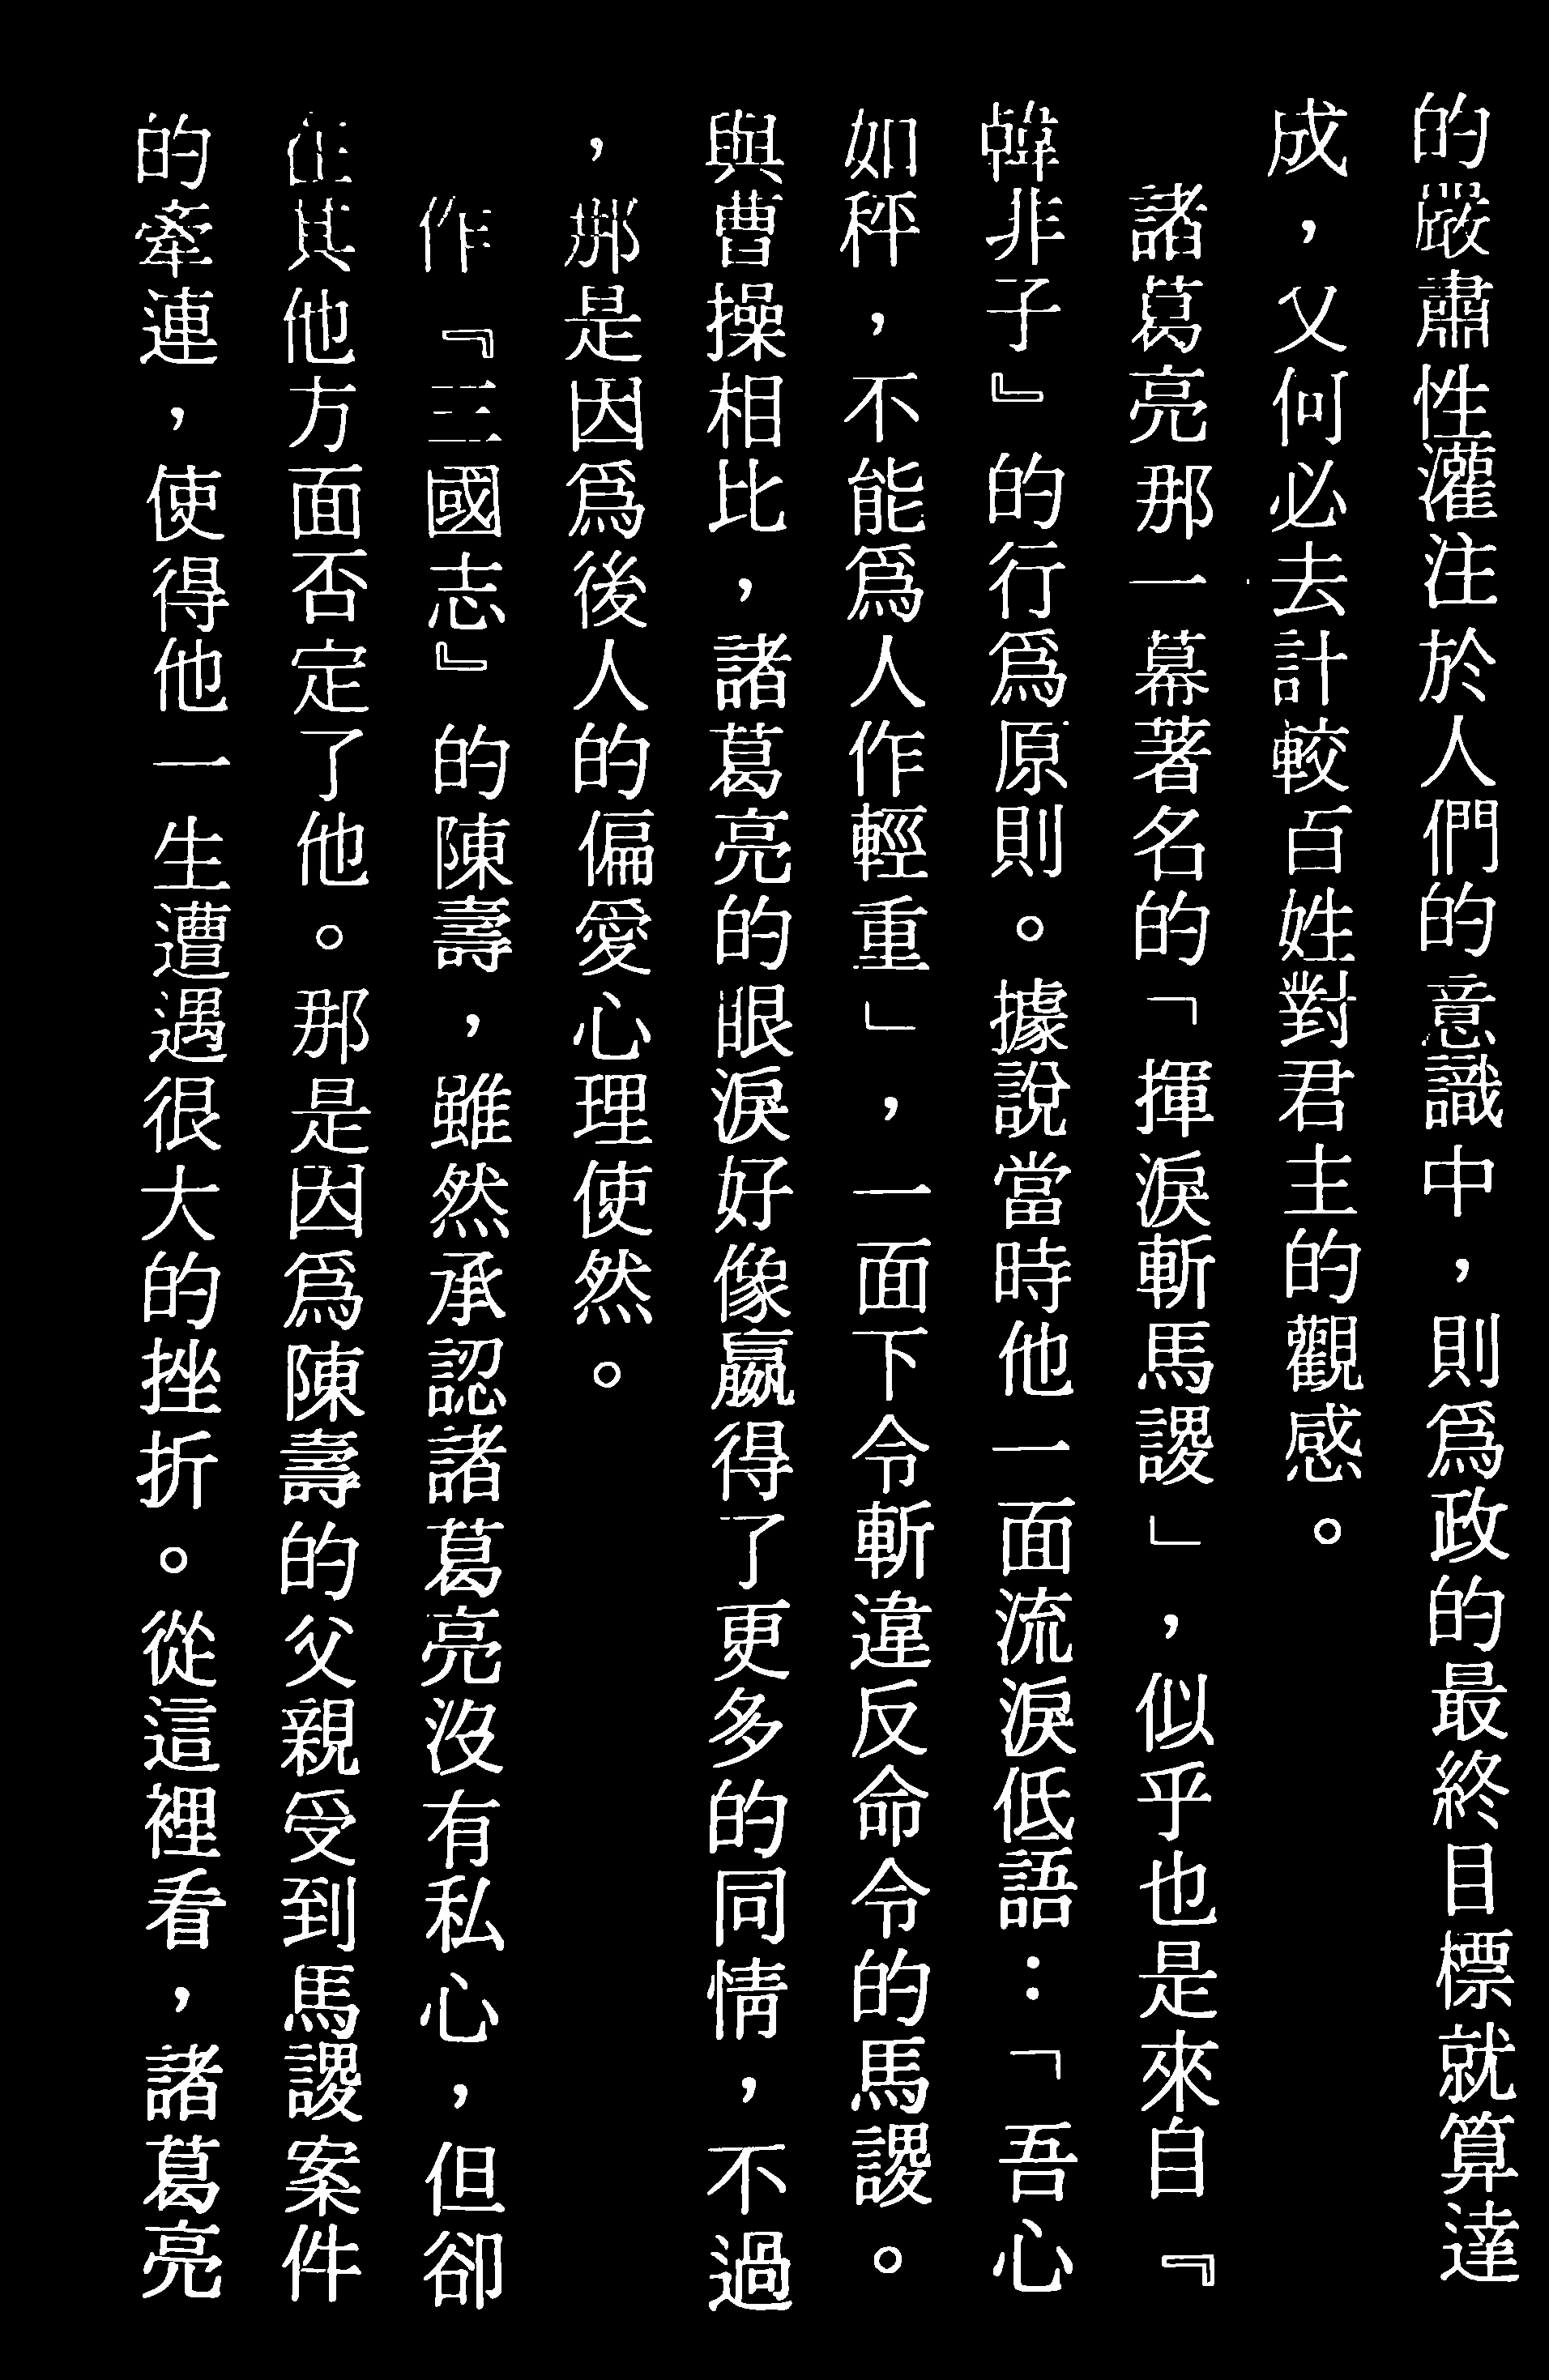 的嚴肅性灌注於人們的意識中，則爲政的最終目標就算達
成，又何必去計較百姓對君主的觀感。
諸葛亮那一幕著名的「揮淚斬馬謖」，似乎也是來自『
韓非子』的行爲原則。據說當時他一面流淚低語：「吾心
如秤，不能爲人作輕重」，一面下令斬違反命令的馬謖。
與曹操相比，諸葛亮的眼淚好像贏得了更多的同情，不過
，那是因爲後人的偏愛心理使然。
作『三國志』的陳壽，雖然承認諸葛亮沒有私心，但卻
在其他方面否定了他。那是因爲陳壽的父親受到馬謖案件
的牽連，使得他一生遭遇很大的挫折。從這裡看，諸葛亮